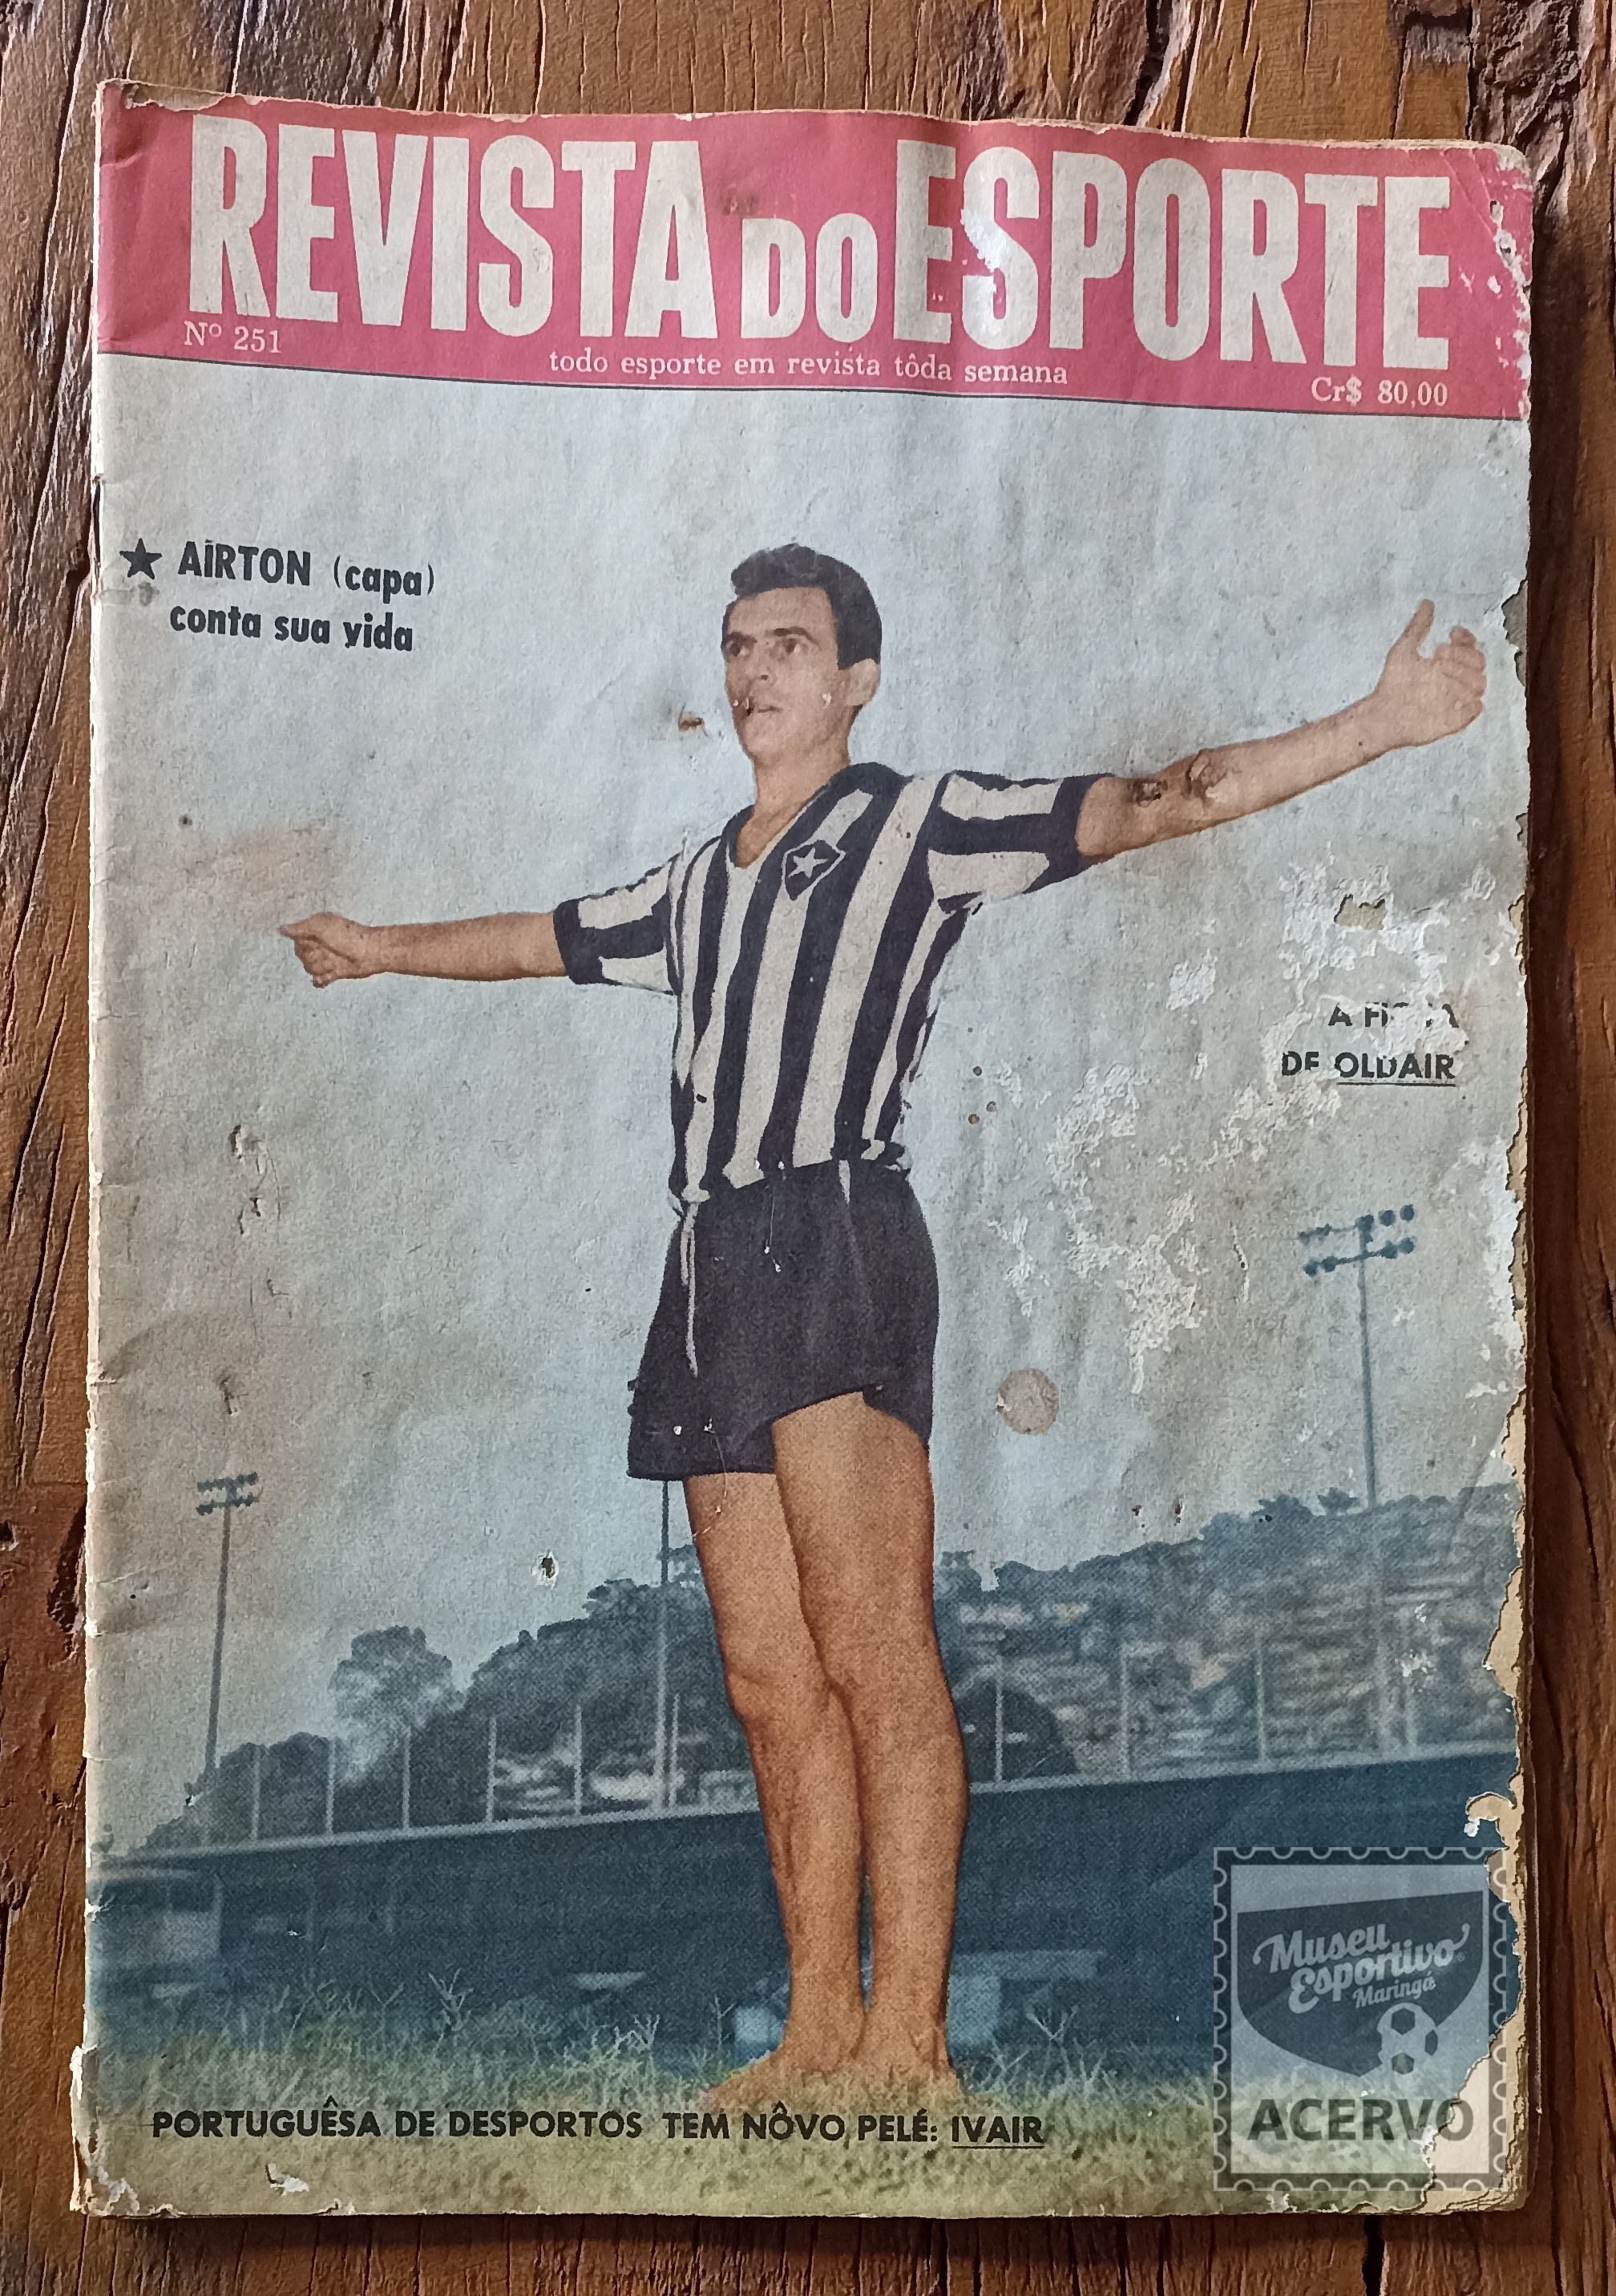 REVISTA DO ESPORTE
Nº 251
todo esporte em revista tôda semana
Cr$ 80,00
★ AIRTON (capa)
conta sua vida
A
DE OLDAIR
PORTUGUÊSA DE DESPORTOS TEM NÔVO PELÉ: IVAIR
Museu
Esportivo
Maringá
ACERVO